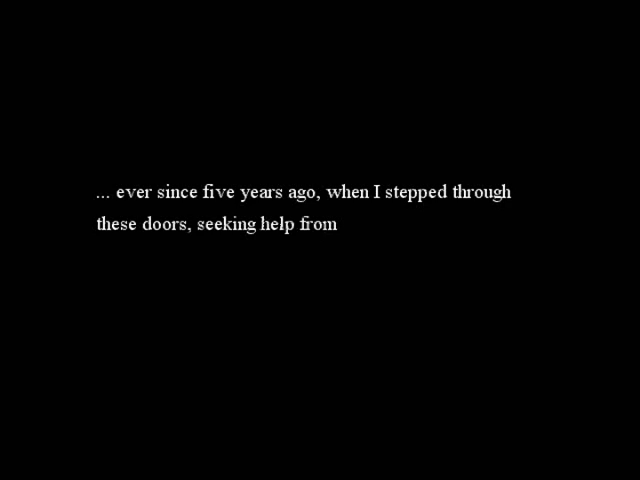 ... ever since five years ago, when I stepped through
these doors, seeking help from